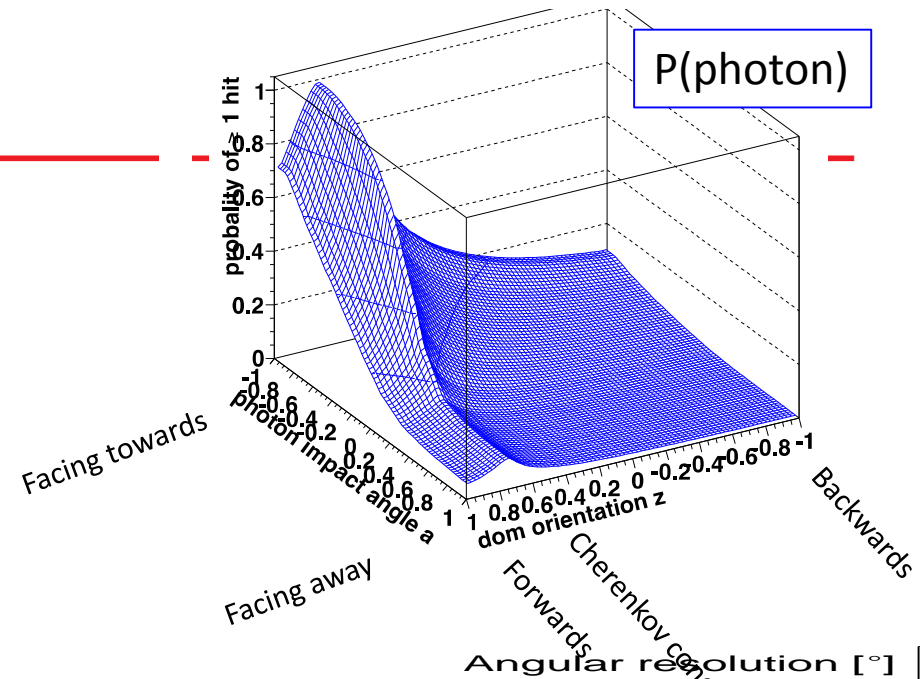 P(photon)
probality of ≥ 1 hit
1
0.8
0.6
0.4
0.2
0
-1
-0.8
-0.6
-0.4
-0.2
0
0.2
0.4
0.6
0.8
1
photon impact angle a
1 0.8 0.6 0.4 0.2 0 -0.2 -0.4 -0.6 -0.8 -1
dom orientation z
Facing towards
Facing away
Forwards
Cherenkov
Backwards
Angular resolution [°]